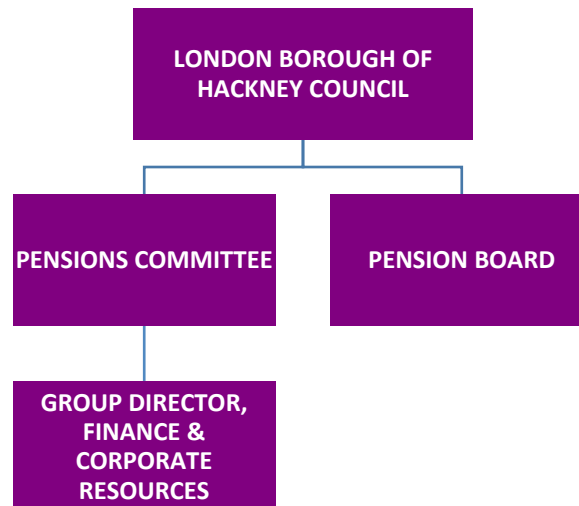 LONDON BOROUGH OF
HACKNEY COUNCIL
PENSIONS COMMITTEE
PENSION BOARD
GROUP DIRECTOR,
FINANCE &
CORPORATE
RESOURCES